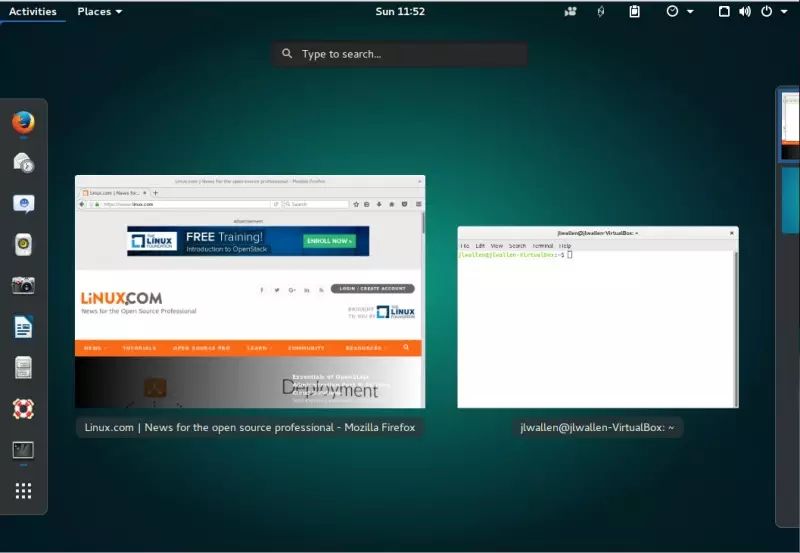 Activities Places Sun 11:52
Type to search...
Linux.com | News for the open source professional - Mozilla Firefox
Linux.com | News for... × +
https://www.linux.com Search
Advertisement
THE LINUX FOUNDATION FREE Training! Introduction to OpenStack ENROLL NOW
LOGIN / CREATE ACCOUNT
LINUX.COM
News for the Open Source Professional
BROUGHT TO YOU BY THE LINUX FOUNDATION
NEWS TUTORIALS OPEN SOURCE PRO LEARN COMMUNITY RESOURCES
Essentials of OpenStack
Deployment
jlwallen@jlwallen-VirtualBox: ~
File Edit View Search Terminal Help
jlwallen@jlwallen-VirtualBox:~$
Linux.com | News for the open source professional - Mozilla Firefox
jlwallen@jlwallen-VirtualBox: ~